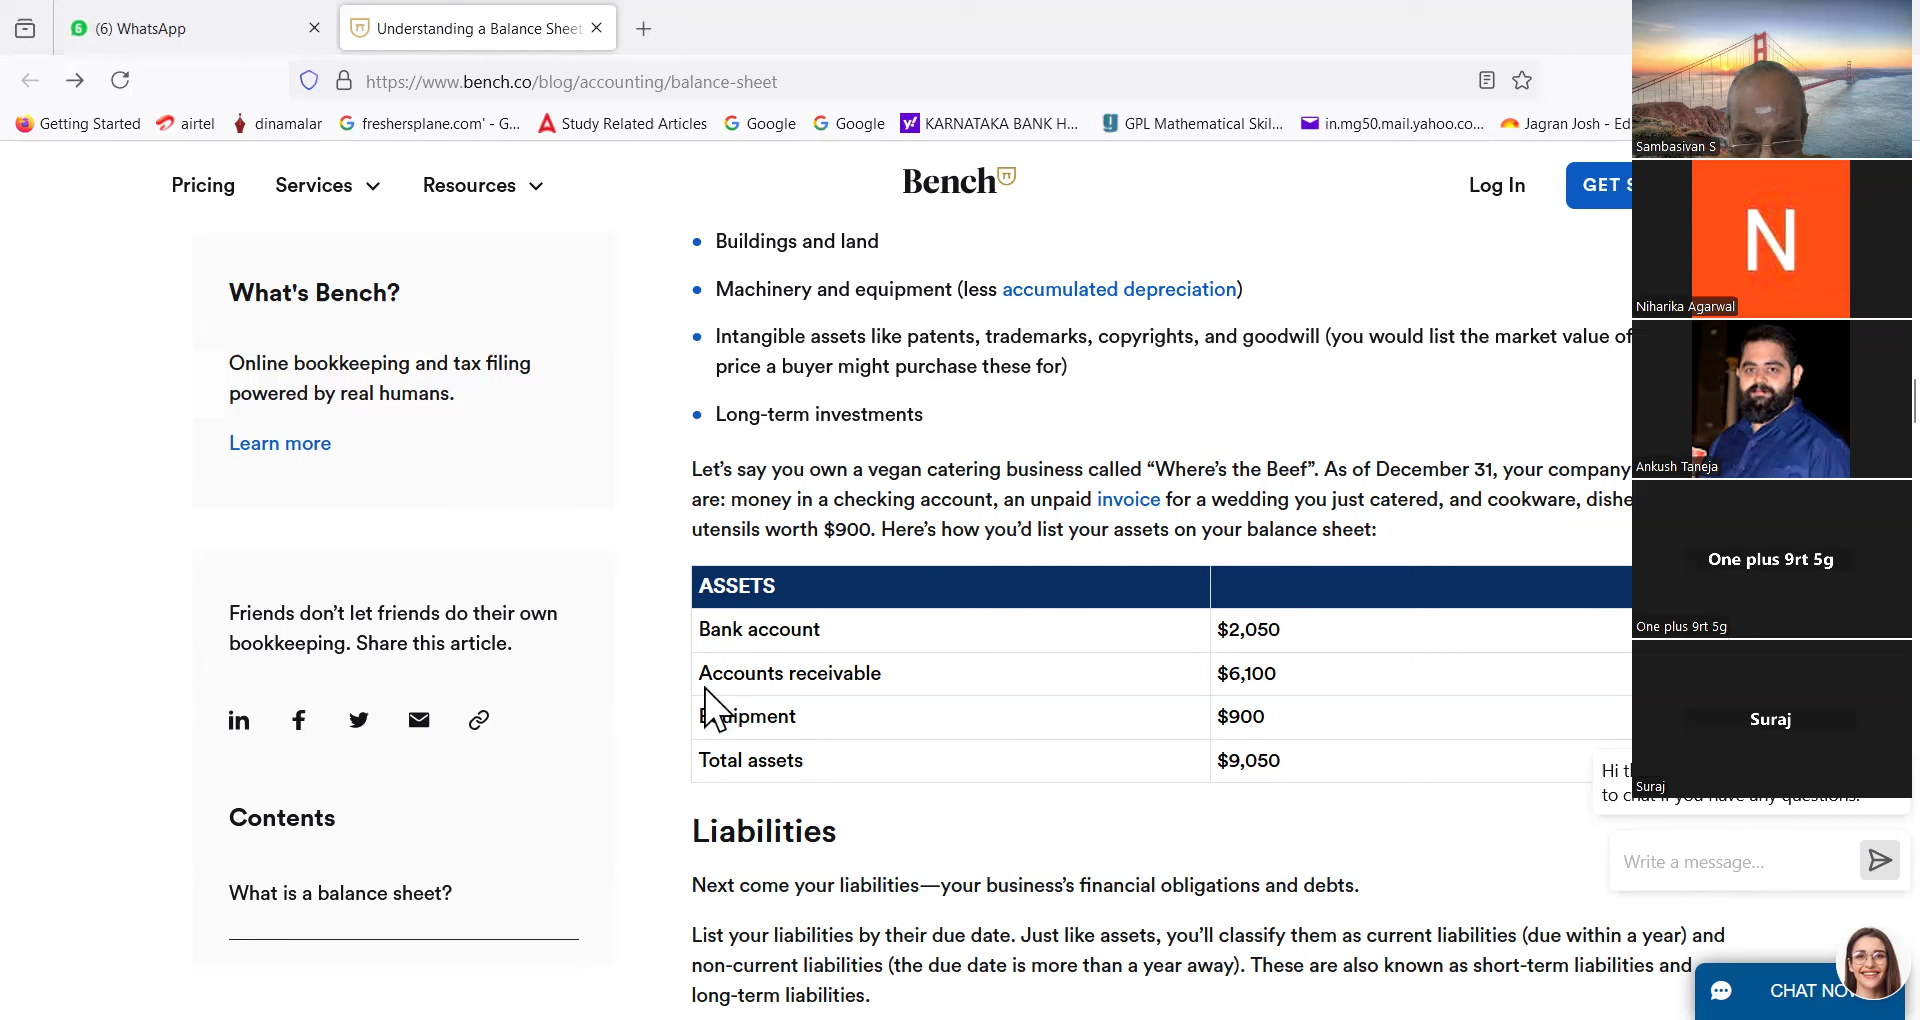 (6) WhatsApp
Understanding a Balance Sheet
https://www.bench.co/blog/accounting/balance-sheet
Getting Started
airtel
dinamalar
freshersplane.com' - G...
Study Related Articles
Google
Google
KARNATAKA BANK H...
GPL Mathematical Skil...
in.mg50.mail.yahoo.co...
Jagran Josh - Ed
Pricing
Services
Resources
Bench
Log In
GET S
What's Bench?
Online bookkeeping and tax filing
powered by real humans.
Learn more
Friends don't let friends do their own
bookkeeping. Share this article.
Contents
What is a balance sheet?
Buildings and land
Machinery and equipment (less accumulated depreciation)
Intangible assets like patents, trademarks, copyrights, and goodwill (you would list the market value of
price a buyer might purchase these for)
Long-term investments
Let's say you own a vegan catering business called “Where's the Beef”. As of December 31, your company
are: money in a checking account, an unpaid invoice for a wedding you just catered, and cookware, dishe
utensils worth $900. Here's how you'd list your assets on your balance sheet:
ASSETS
Bank account $2,050
Accounts receivable $6,100
Equipment $900
Total assets $9,050
Liabilities
Next come your liabilities—your business's financial obligations and debts.
List your liabilities by their due date. Just like assets, you'll classify them as current liabilities (due within a year) and
non-current liabilities (the due date is more than a year away). These are also known as short-term liabilities and
long-term liabilities.
Sambasivan S
N
Niharika Agarwal
Ankush Taneja
One plus 9rt 5g
One plus 9rt 5g
Suraj
Suraj
Hi t
to chat if you have any questions.
Write a message...
CHAT NO